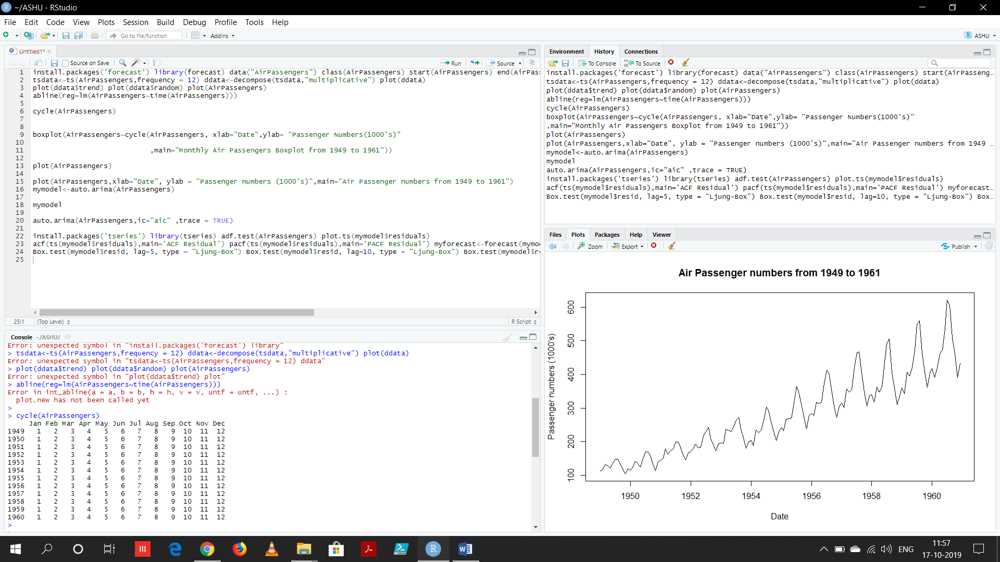 ~/ASHU - RStudio
File Edit Code View Plots Session Build Debug Profile Tools Help
Go to file/function Addins ASHU
Untitled1*
Source on Save Run Source
1 install.packages('forecast') library(forecast) data("AirPassengers") class(AirPassengers) start(AirPassengers) end(AirPass
2 tsdata<-ts(AirPassengers,frequency = 12) ddata<-decompose(tsdata,"multiplicative") plot(ddata)
3 plot(ddata$trend) plot(ddata$random) plot(AirPassengers)
4 abline(reg=lm(AirPassengers~time(AirPassengers)))
5
6 cycle(AirPassengers)
7
8
9 boxplot(AirPassengers~cycle(AirPassengers, xlab="Date",ylab= "Passenger Numbers(1000's)"
10
11 ,main="Monthly Air Passengers Boxplot from 1949 to 1961"))
12
13 plot(AirPassengers)
14
15 plot(AirPassengers,xlab="Date", ylab = "Passenger numbers (1000's)",main="Air Passenger numbers from 1949 to 1961")
16 mymodel<-auto.arima(AirPassengers)
17
18 mymodel
19
20 auto.arima(AirPassengers,ic="aic" ,trace = TRUE)
21
22 install.packages('tseries') library(tseries) adf.test(AirPassengers) plot.ts(mymodel$residuals)
23 acf(ts(mymodel$residuals),main='ACF Residual') pacf(ts(mymodel$residuals),main='PACF Residual') myforecast<-forecast(mymo
24 Box.test(mymodel$resid, lag=5, type = "Ljung-Box") Box.test(mymodel$resid, lag=10, type = "Ljung-Box") Box.test(mymodel$r
25
25:1 (Top Level) R Script
Console ~/ASHU/
Error: unexpected symbol in "install.packages('forecast') library"
> tsdata<-ts(AirPassengers,frequency = 12) ddata<-decompose(tsdata,"multiplicative") plot(ddata)
Error: unexpected symbol in "tsdata<-ts(AirPassengers,frequency = 12) ddata"
> plot(ddata$trend) plot(ddata$random) plot(AirPassengers)
Error: unexpected symbol in "plot(ddata$trend) plot"
> abline(reg=lm(AirPassengers~time(AirPassengers)))
Error in int_abline(a = a, b = b, h = h, v = v, untf = untf, ...) :
plot.new has not been called yet
>
> cycle(AirPassengers)
Jan Feb Mar Apr May Jun Jul Aug Sep Oct Nov Dec
1949 1 2 3 4 5 6 7 8 9 10 11 12
1950 1 2 3 4 5 6 7 8 9 10 11 12
1951 1 2 3 4 5 6 7 8 9 10 11 12
1952 1 2 3 4 5 6 7 8 9 10 11 12
1953 1 2 3 4 5 6 7 8 9 10 11 12
1954 1 2 3 4 5 6 7 8 9 10 11 12
1955 1 2 3 4 5 6 7 8 9 10 11 12
1956 1 2 3 4 5 6 7 8 9 10 11 12
1957 1 2 3 4 5 6 7 8 9 10 11 12
1958 1 2 3 4 5 6 7 8 9 10 11 12
1959 1 2 3 4 5 6 7 8 9 10 11 12
1960 1 2 3 4 5 6 7 8 9 10 11 12
>
Environment History Connections
To Console To Source
install.packages('forecast') library(forecast) data("AirPassengers") class(AirPassengers) start(AirPasseng…
tsdata<-ts(AirPassengers,frequency = 12) ddata<-decompose(tsdata,"multiplicative") plot(ddata)
plot(ddata$trend) plot(ddata$random) plot(AirPassengers)
abline(reg=lm(AirPassengers~time(AirPassengers)))
cycle(AirPassengers)
boxplot(AirPassengers~cycle(AirPassengers, xlab="Date",ylab= "Passenger Numbers(1000's)"
,main="Monthly Air Passengers Boxplot from 1949 to 1961"))
plot(AirPassengers)
plot(AirPassengers,xlab="Date", ylab = "Passenger numbers (1000's)",main="Air Passenger numbers from 1949 …
mymodel<-auto.arima(AirPassengers)
mymodel
auto.arima(AirPassengers,ic="aic" ,trace = TRUE)
install.packages('tseries') library(tseries) adf.test(AirPassengers) plot.ts(mymodel$residuals)
acf(ts(mymodel$residuals),main='ACF Residual') pacf(ts(mymodel$residuals),main='PACF Residual') myforecast…
Box.test(mymodel$resid, lag=5, type = "Ljung-Box") Box.test(mymodel$resid, lag=10, type = "Ljung-Box") Box…
Files Plots Packages Help Viewer
Zoom Export Publish
Air Passenger numbers from 1949 to 1961
Passenger numbers (1000's)
600
500
400
300
200
100
1950 1952 1954 1956 1958 1960
Date
ENG
11:57
17-10-2019